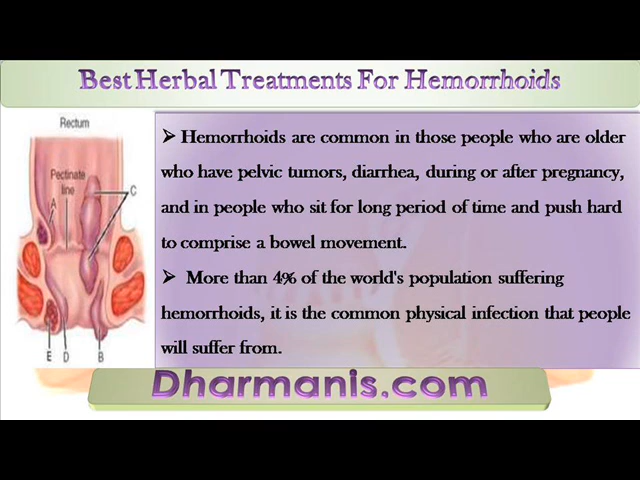 Best Herbal Treatments For Hemorrhoids
Rectum
Pectinate
line
A
C
E
D
B
➢ Hemorrhoids are common in those people who are older
who have pelvic tumors, diarrhea, during or after pregnancy,
and in people who sit for long period of time and push hard
to comprise a bowel movement.
➢ More than 4% of the world's population suffering
hemorrhoids, it is the common physical infection that people
will suffer from.
Dharmanis.com